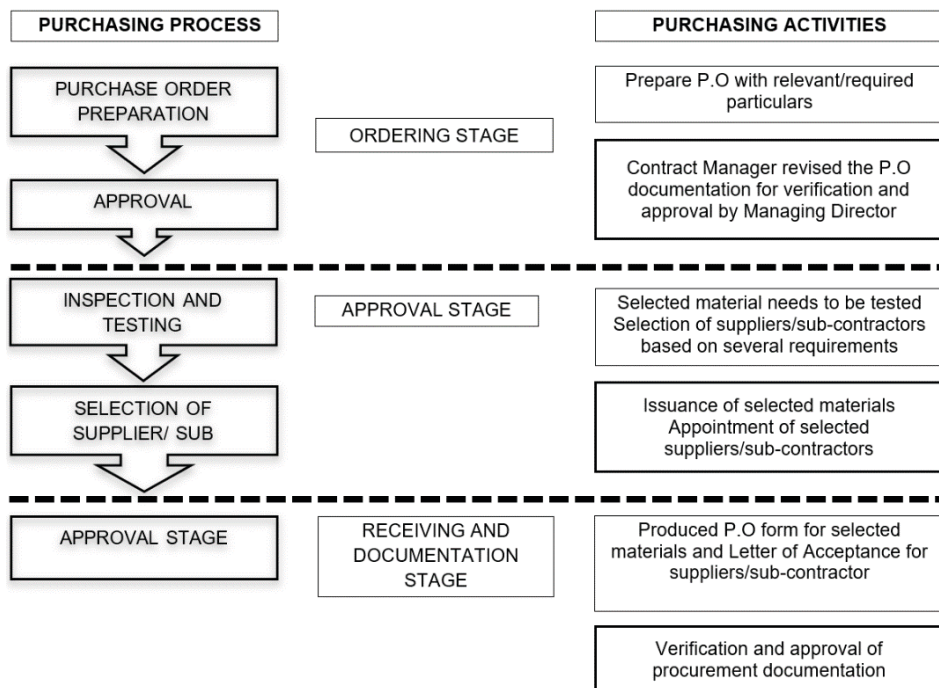 PURCHASING PROCESS
PURCHASING ACTIVITIES
PURCHASE ORDER
PREPARATION
ORDERING STAGE
Prepare P.O with relevant/required
particulars
APPROVAL
Contract Manager revised the P.O
documentation for verification and
approval by Managing Director
INSPECTION AND
TESTING
APPROVAL STAGE
Selected material needs to be tested
Selection of suppliers/sub-contractors
based on several requirements
SELECTION OF
SUPPLIER/ SUB
Issuance of selected materials
Appointment of selected
suppliers/sub-contractors
APPROVAL STAGE
RECEIVING AND
DOCUMENTATION
STAGE
Produced P.O form for selected
materials and Letter of Acceptance for
suppliers/sub-contractor
Verification and approval of
procurement documentation